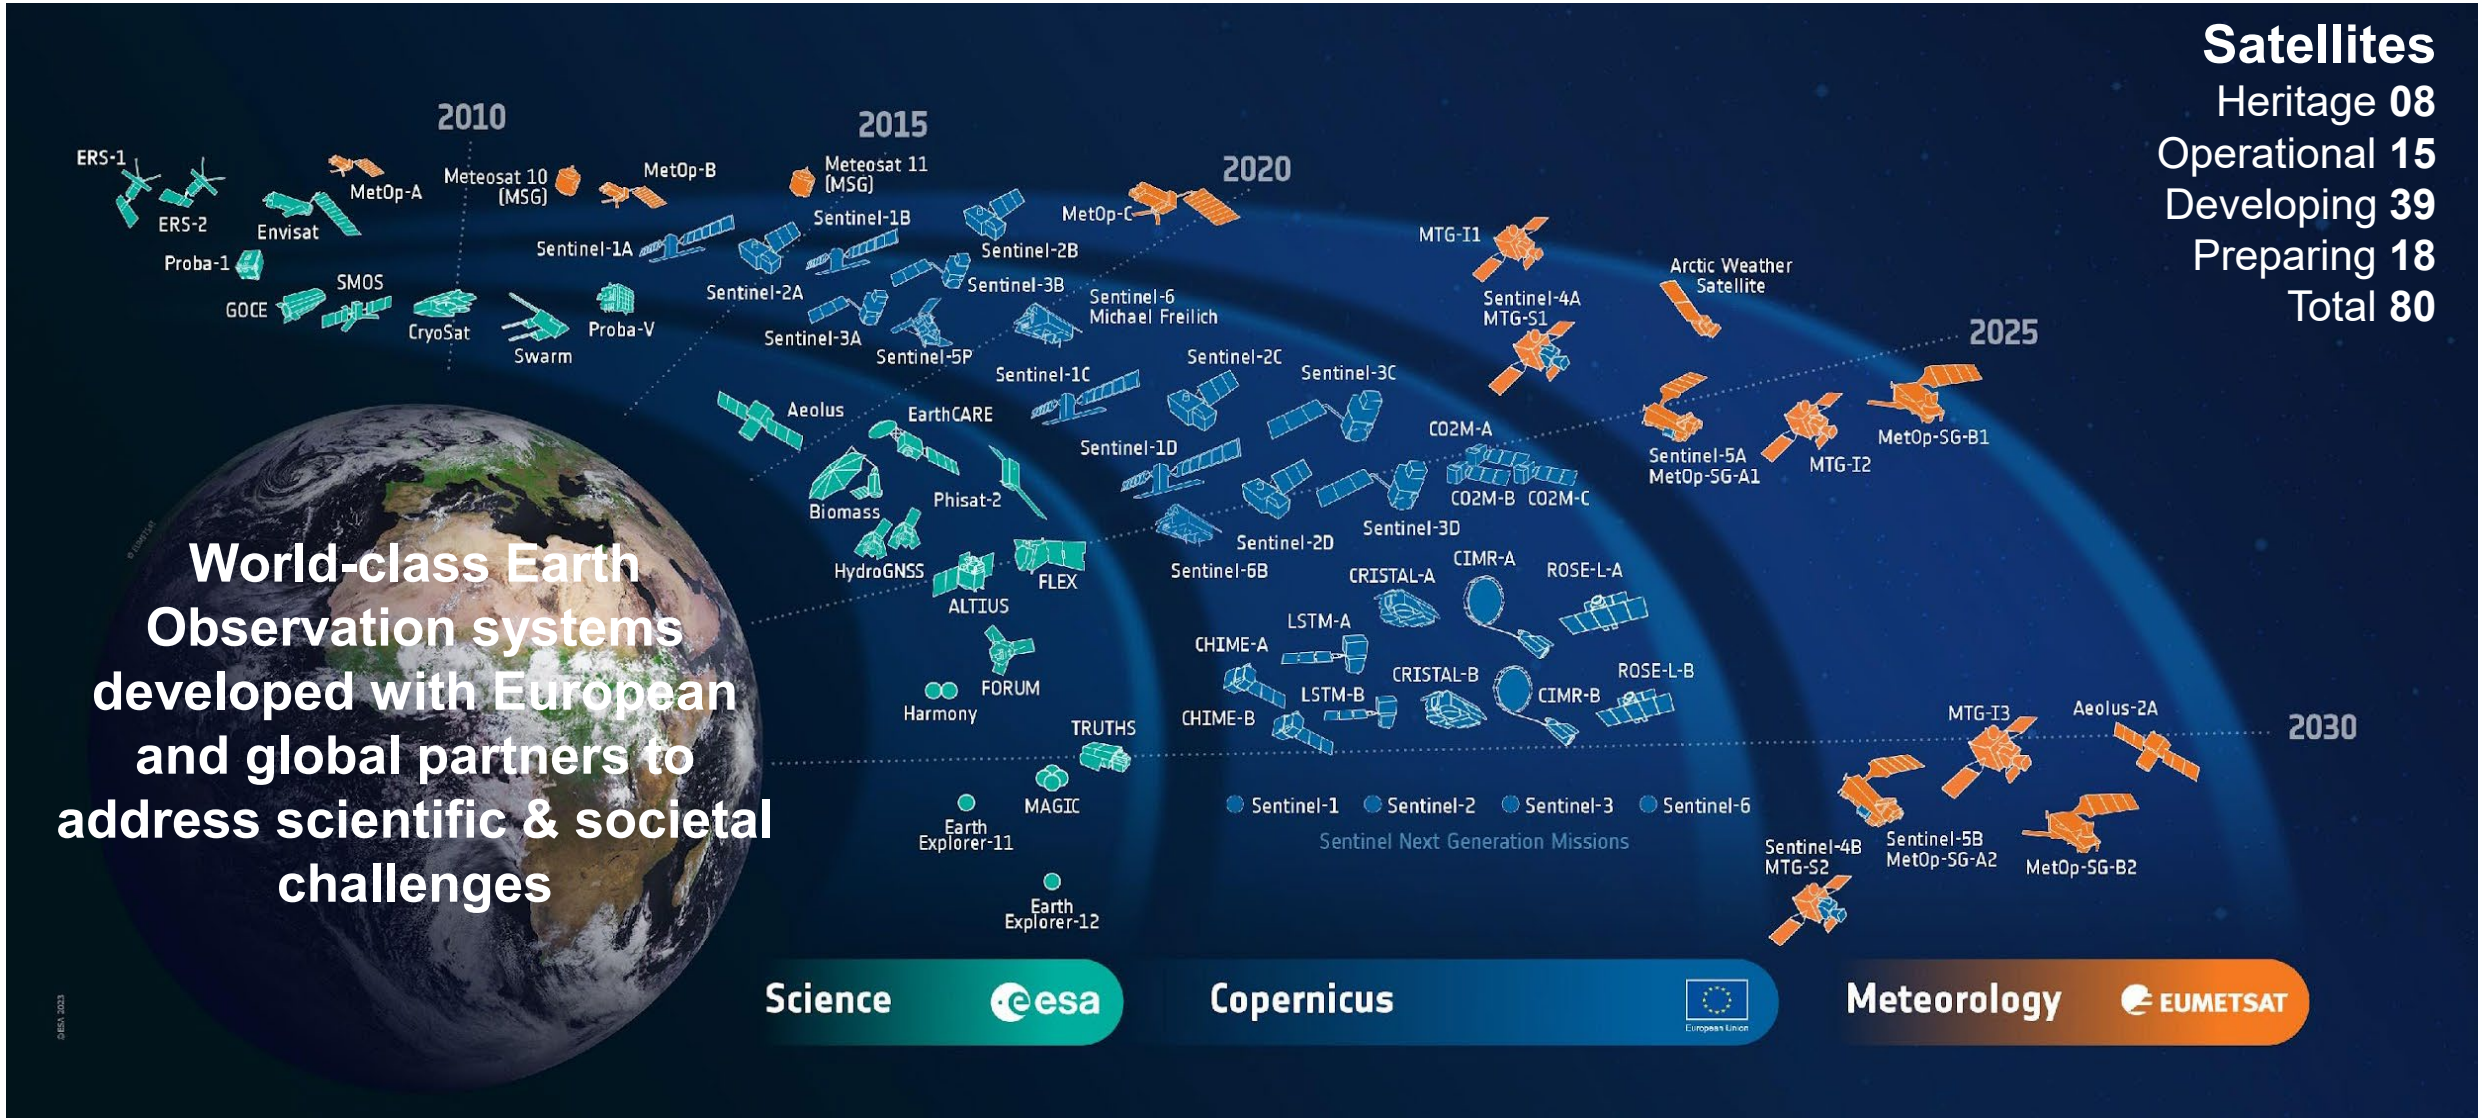 Satellites
Heritage 08
Operational 15
Developing 39
Preparing 18
Total 80
2010
2015
2020
2025
2030
ERS-1
ERS-2
Envisat
MetOp-A
Meteosat 10
(MSG)
MetOp-B
Meteosat 11
(MSG)
MetOp-C
Proba-1
GOCE
SMOS
CryoSat
Swarm
Proba-V
Sentinel-1A
Sentinel-1B
Sentinel-2A
Sentinel-2B
Sentinel-3A
Sentinel-3B
Sentinel-5P
Sentinel-6
Michael Freilich
MTG-I1
Sentinel-4A
MTG-S1
Arctic Weather
Satellite
Aeolus
EarthCARE
Biomass
Phisat-2
HydroGNSS
ALTIUS
FLEX
FORUM
Harmony
TRUTHS
MAGIC
Earth
Explorer-11
Earth
Explorer-12
Sentinel-1C
Sentinel-2C
Sentinel-3C
Sentinel-1D
Sentinel-2D
Sentinel-3D
Sentinel-6B
CO2M-A
CO2M-B
CO2M-C
CRISTAL-A
CIMR-A
ROSE-L-A
LSTM-A
CHIME-A
CRISTAL-B
LSTM-B
CIMR-B
ROSE-L-B
CHIME-B
Sentinel-1
Sentinel-2
Sentinel-3
Sentinel-6
Sentinel Next Generation Missions
Sentinel-5A
MetOp-SG-A1
MTG-I2
MetOp-SG-B1
MTG-I3
Aeolus-2A
Sentinel-4B
MTG-S2
Sentinel-5B
MetOp-SG-A2
MetOp-SG-B2
World-class Earth
Observation systems
developed with European
and global partners to
address scientific & societal
challenges
© EUMETSAT
© ESA 2023
Science
esa
Copernicus
European Union
Meteorology
EUMETSAT